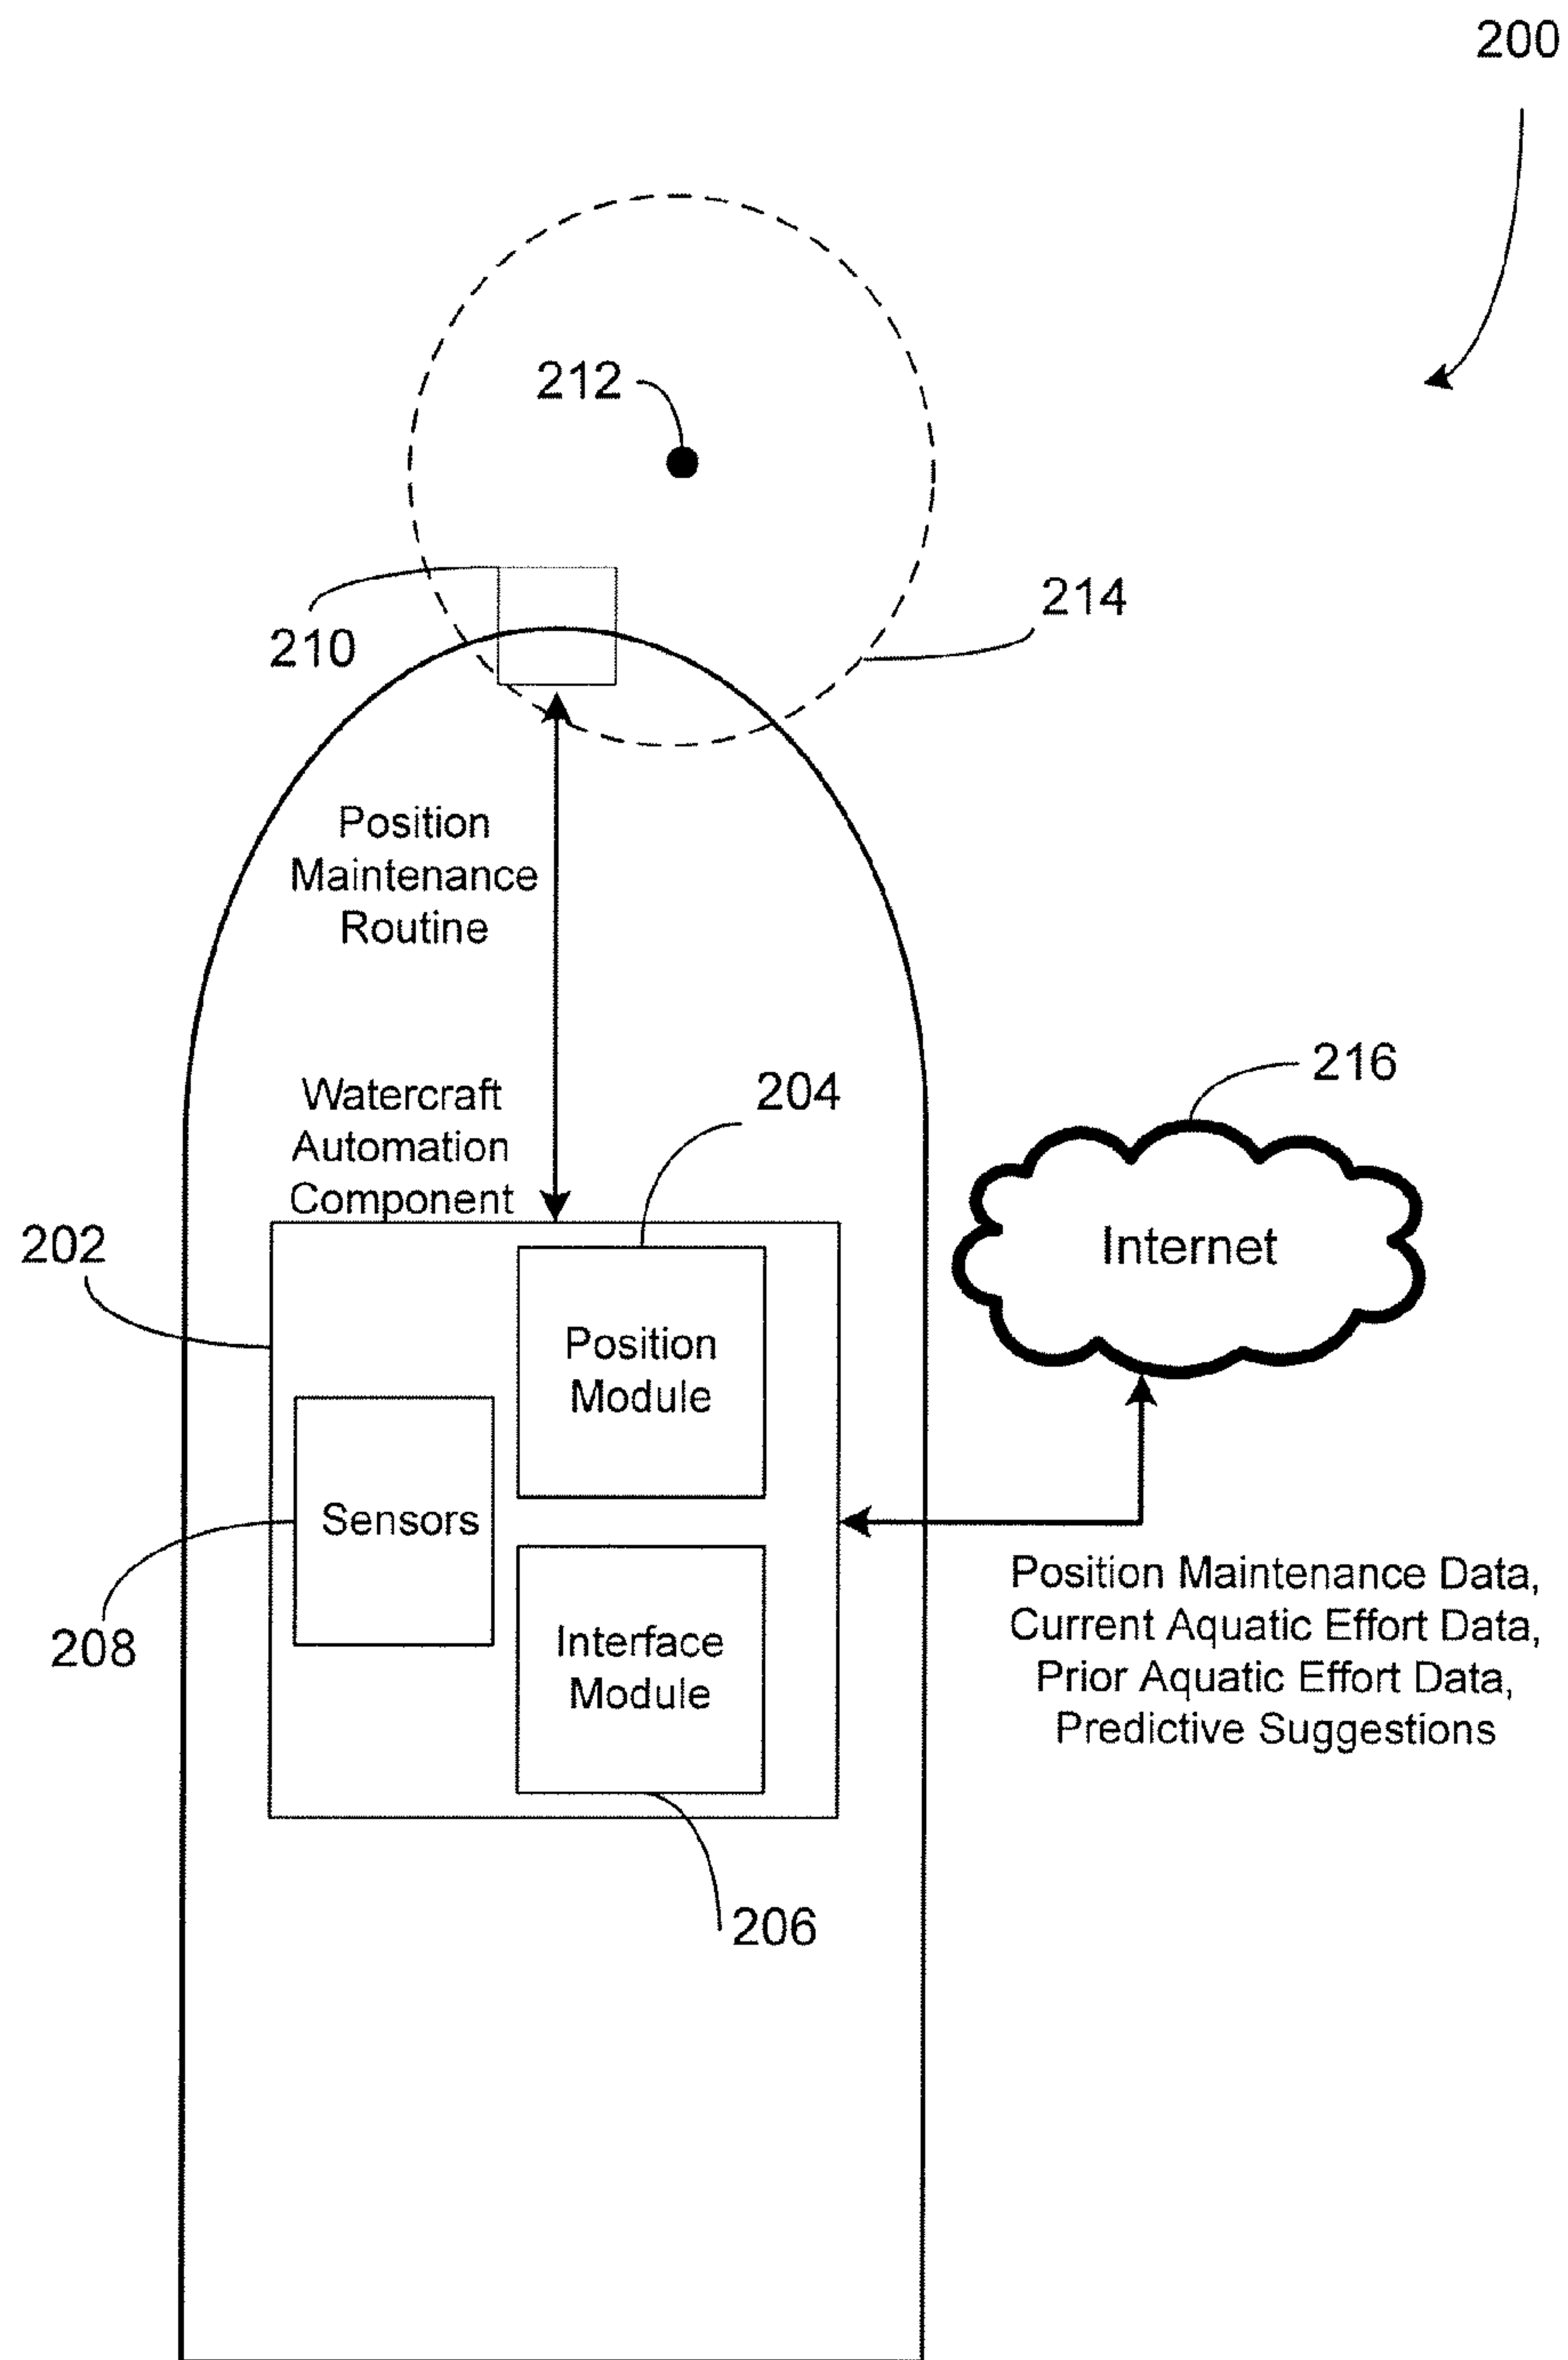 200
212
214
210
Position
Maintenance
Routine
Watercraft
Automation
Component
204
216
202
Internet
Position
Module
Sensors
208
Interface
Module
Position Maintenance Data,
Current Aquatic Effort Data,
Prior Aquatic Effort Data,
Predictive Suggestions
206